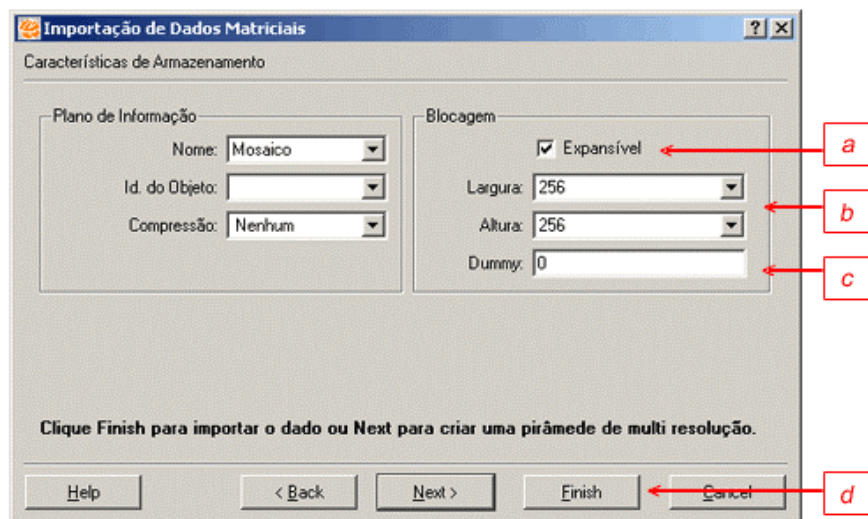 Importação de Dados Matriciais
Características de Armazenamento
Plano de Informação
Nome: Mosaico
Id. do Objeto:
Compressão: Nenhum
Blocagem
Expansível
Largura: 256
Altura: 256
Dummy: 0
a
b
c
Clique Finish para importar o dado ou Next para criar uma pirâmede de multi resolução.
Help
< Back
Next >
Finish
Cancel
d